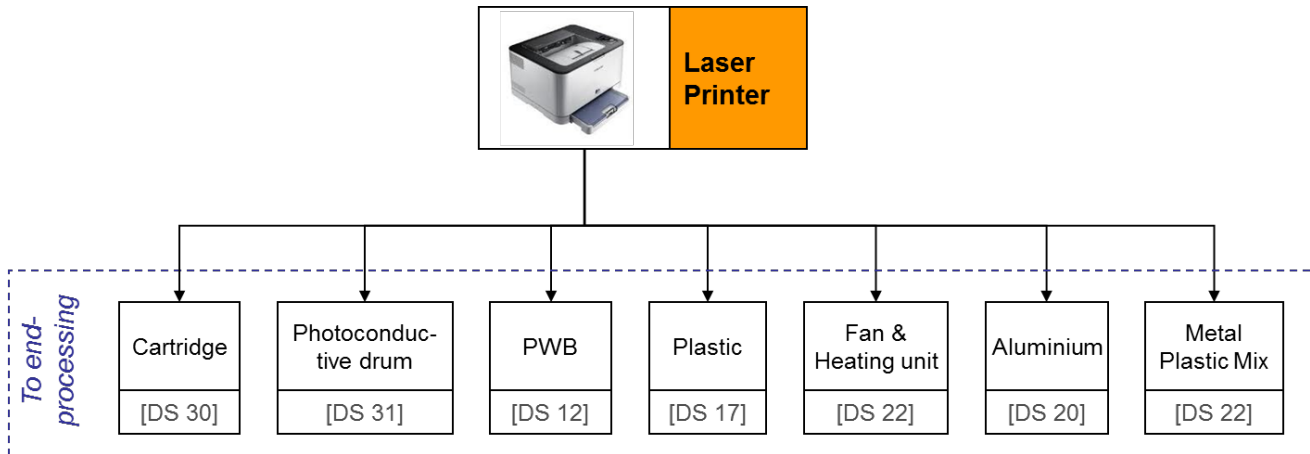 Laser
Printer
To end-
processing
Cartridge
[DS 30]
Photoconduc-
tive drum
[DS 31]
PWB
[DS 12]
Plastic
[DS 17]
Fan &
Heating unit
[DS 22]
Aluminium
[DS 20]
Metal
Plastic Mix
[DS 22]